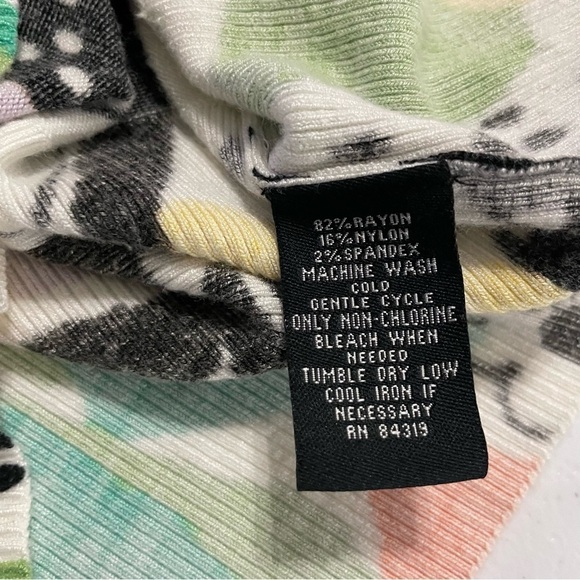 82% RAYON
16% NYLON
2% SPANDEX
MACHINE WASH
COLD
GENTLE CYCLE
ONLY NON-CHLORINE
BLEACH WHEN
NEEDED
TUMBLE DRY LOW
COOL IRON IF
NECESSARY
RN 84319